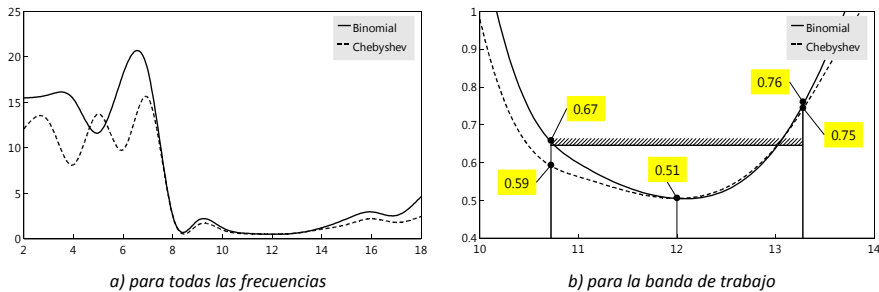 25
20
15
10
5
0
2 4 6 8 10 12 14 16 18
Binomial
Chebyshev
a) para todas las frecuencias
1
0.9
0.8
0.7
0.6
0.5
0.4
10 11 12 13 14
Binomial
Chebyshev
0.67
0.59
0.51
0.76
0.75
b) para la banda de trabajo